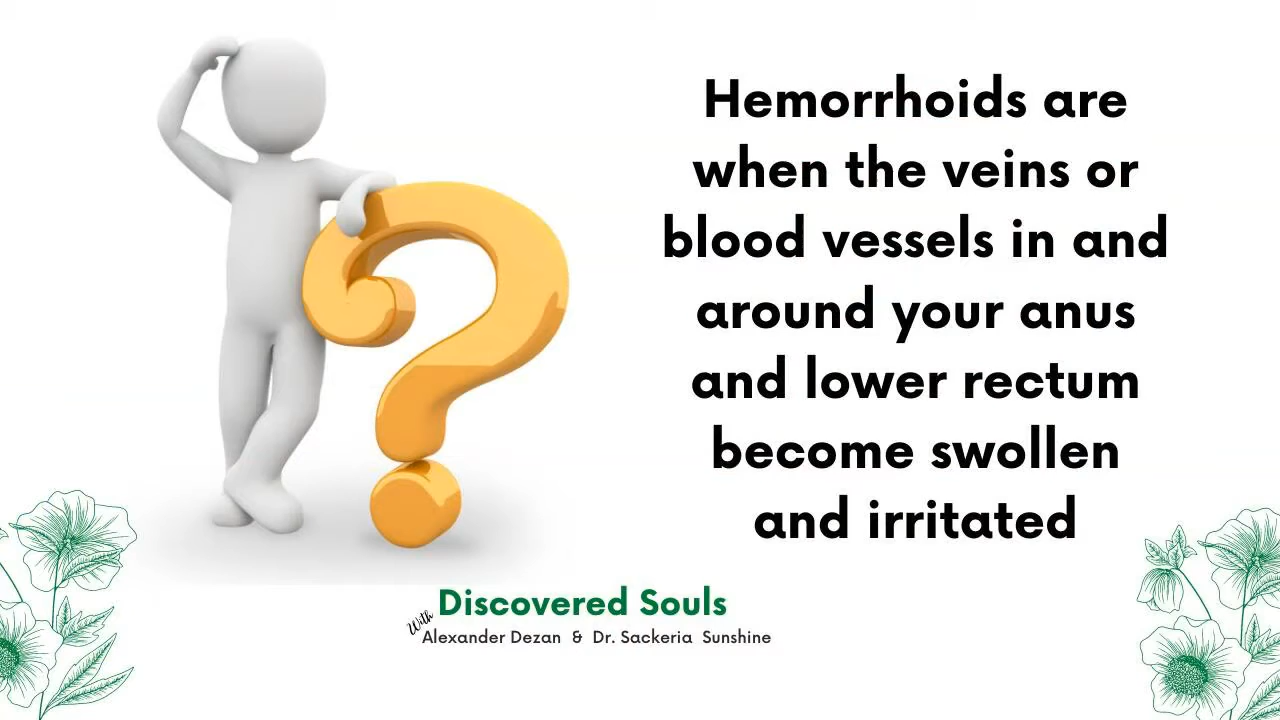 Hemorrhoids are
when the veins or
blood vessels in and
around your anus
and lower rectum
become swollen
and irritated
Discovered Souls
With
Alexander Dezan & Dr. Sackeria Sunshine